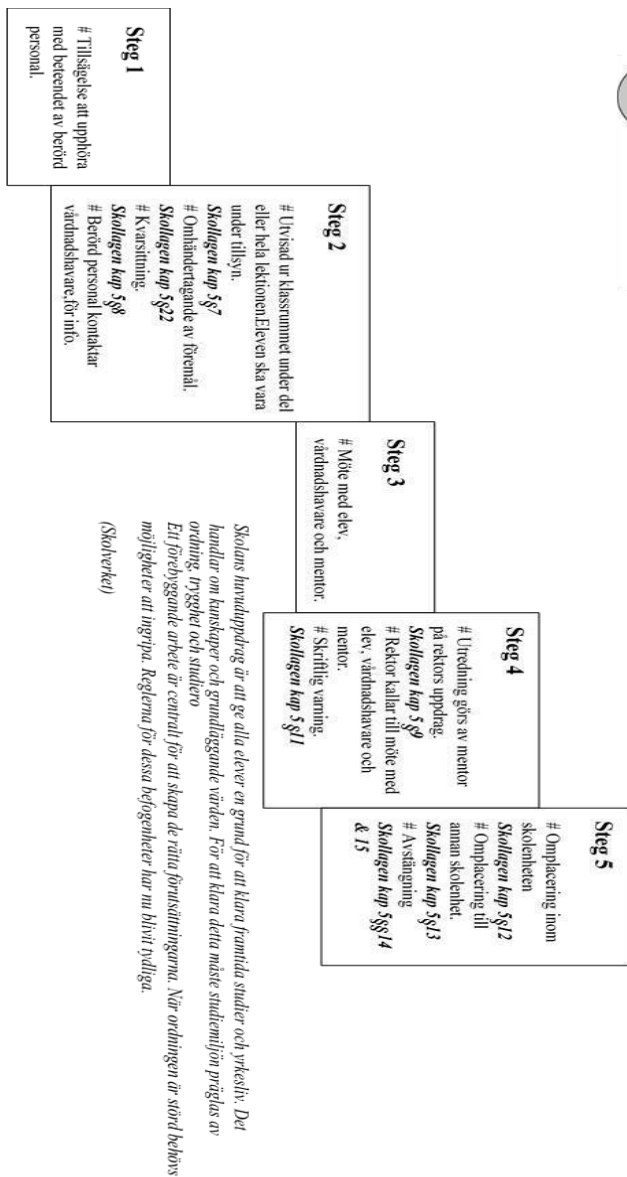 Steg 1
# Tillsägelse att upphöra
med beteendet av berörd
personal.
Steg 2
# Utvisad ur klassrummet under del
eller hela lektionen.Eleven ska vara
under tillsyn.
Skollagen kap 5§7
# Omhändertagande av föremål.
Skollagen kap 5§22
# Kvarsittning.
Skollagen kap 5§8
# Berörd personal kontaktar
vårdnadshavare,för info.
Steg 3
# Möte med elev,
vårdnadshavare och mentor.
Steg 4
# Utredning görs av mentor
på rektors uppdrag.
Skollagen kap 5 §9
# Rektor kallar till möte med
elev, vårdnadshavare och
mentor.
# Skriftlig varning.
Skollagen kap 5 §11
Steg 5
# Omplacering inom
skolenheten
Skollagen kap 5§12
# Omplacering till
annan skolenhet.
Skollagen kap 5§13
# Avstängning
Skollagen kap 5§§14
& 15
Skolans huvuduppdrag är att ge alla elever en grund för att klara framtida studier och yrkesliv. Det
handlar om kunskaper och grundläggande värden. För att klara detta måste studiemiljön präglas av
ordning, trygghet och studiero
Ett förebyggande arbete är centralt för att skapa de rätta förutsättningarna. När ordningen är störd behövs
möjligheter att ingripa. Reglerna för dessa befogenheter har nu blivit tydliga.
(Skolverket)